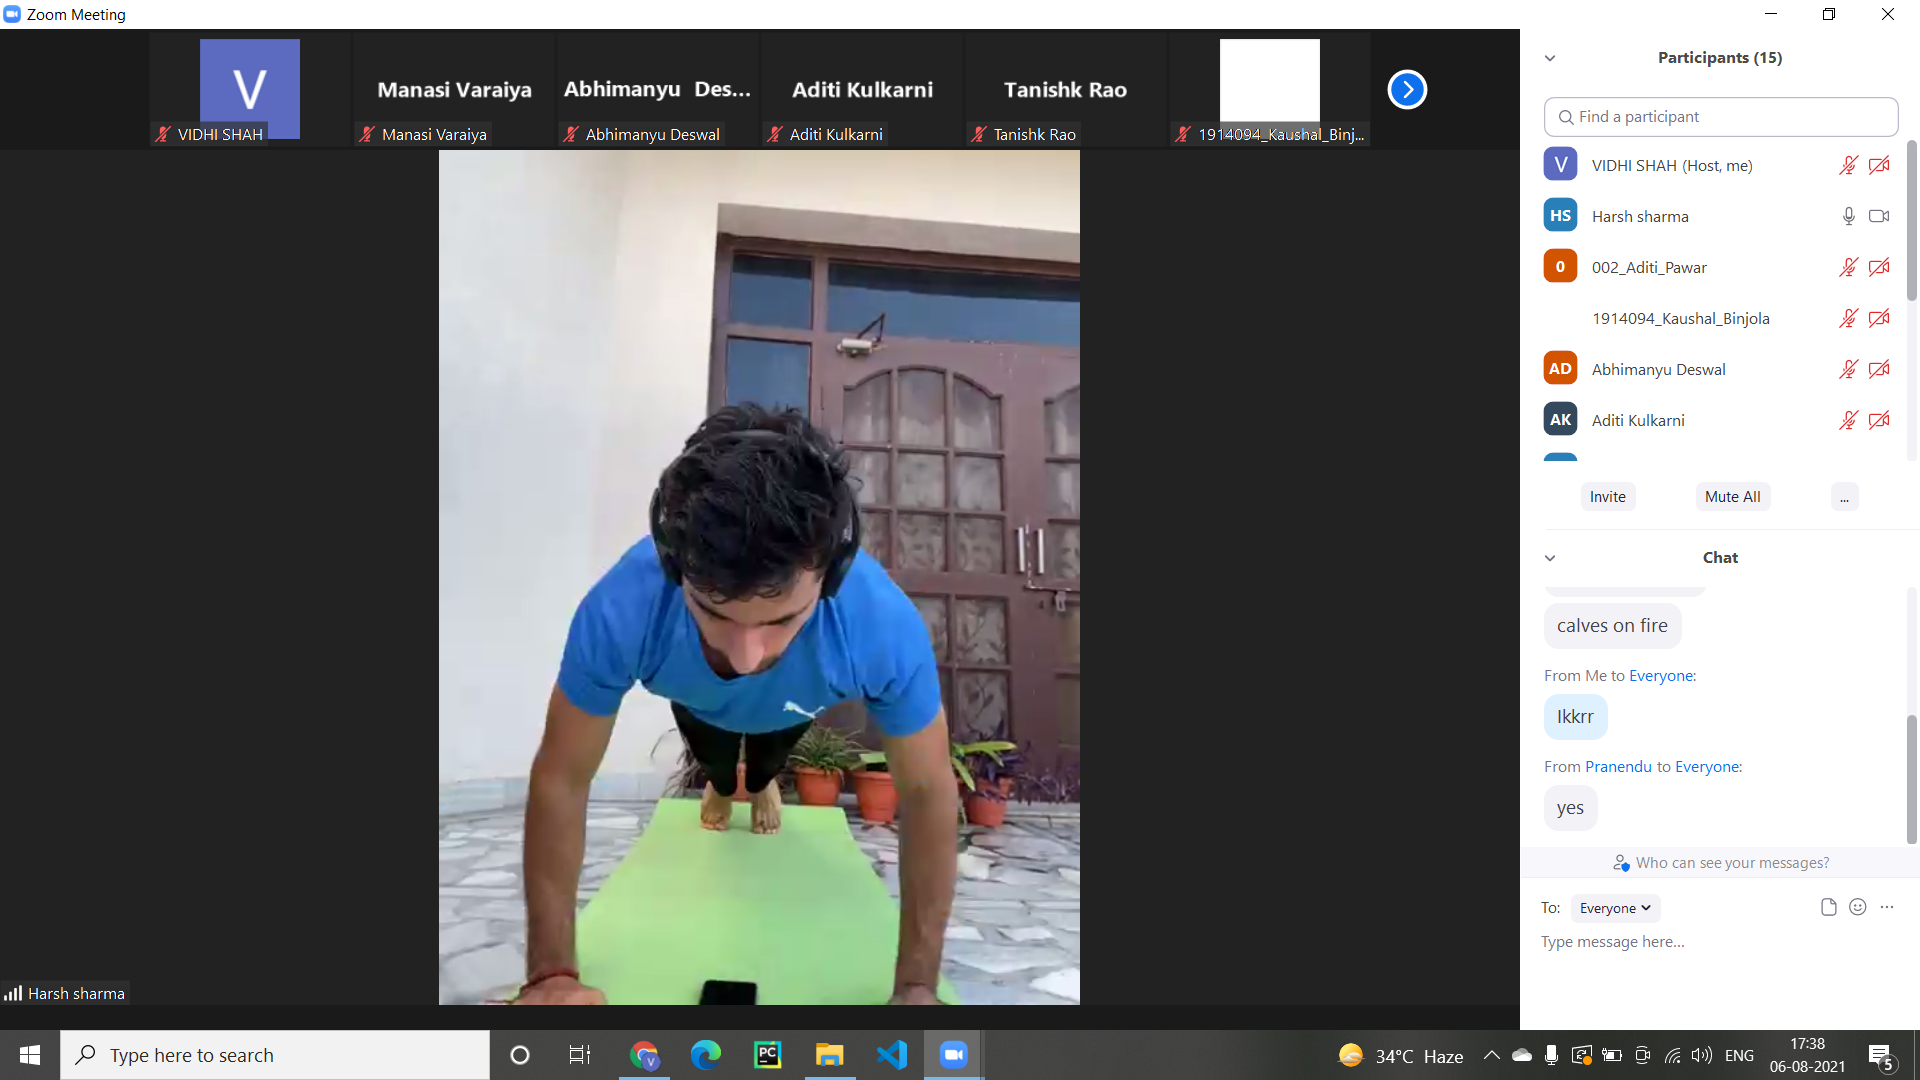 Zoom Meeting
V
VIDHI SHAH
Manasi Varaiya
Manasi Varaiya
Abhimanyu Des...
Abhimanyu Deswal
Aditi Kulkarni
Aditi Kulkarni
Tanishk Rao
Tanishk Rao
1914094_Kaushal_Binj...
Harsh sharma
Participants (15)
Find a participant
V VIDHI SHAH (Host, me)
HS Harsh sharma
0 002_Aditi_Pawar
1914094_Kaushal_Binjola
AD Abhimanyu Deswal
AK Aditi Kulkarni
Invite Mute All ...
Chat
calves on fire
From Me to Everyone:
Ikkrr
From Pranendu to Everyone:
yes
Who can see your messages?
To: Everyone
Type message here...
Type here to search
V
PC
34°C Haze
ENG
17:38
06-08-2021
5